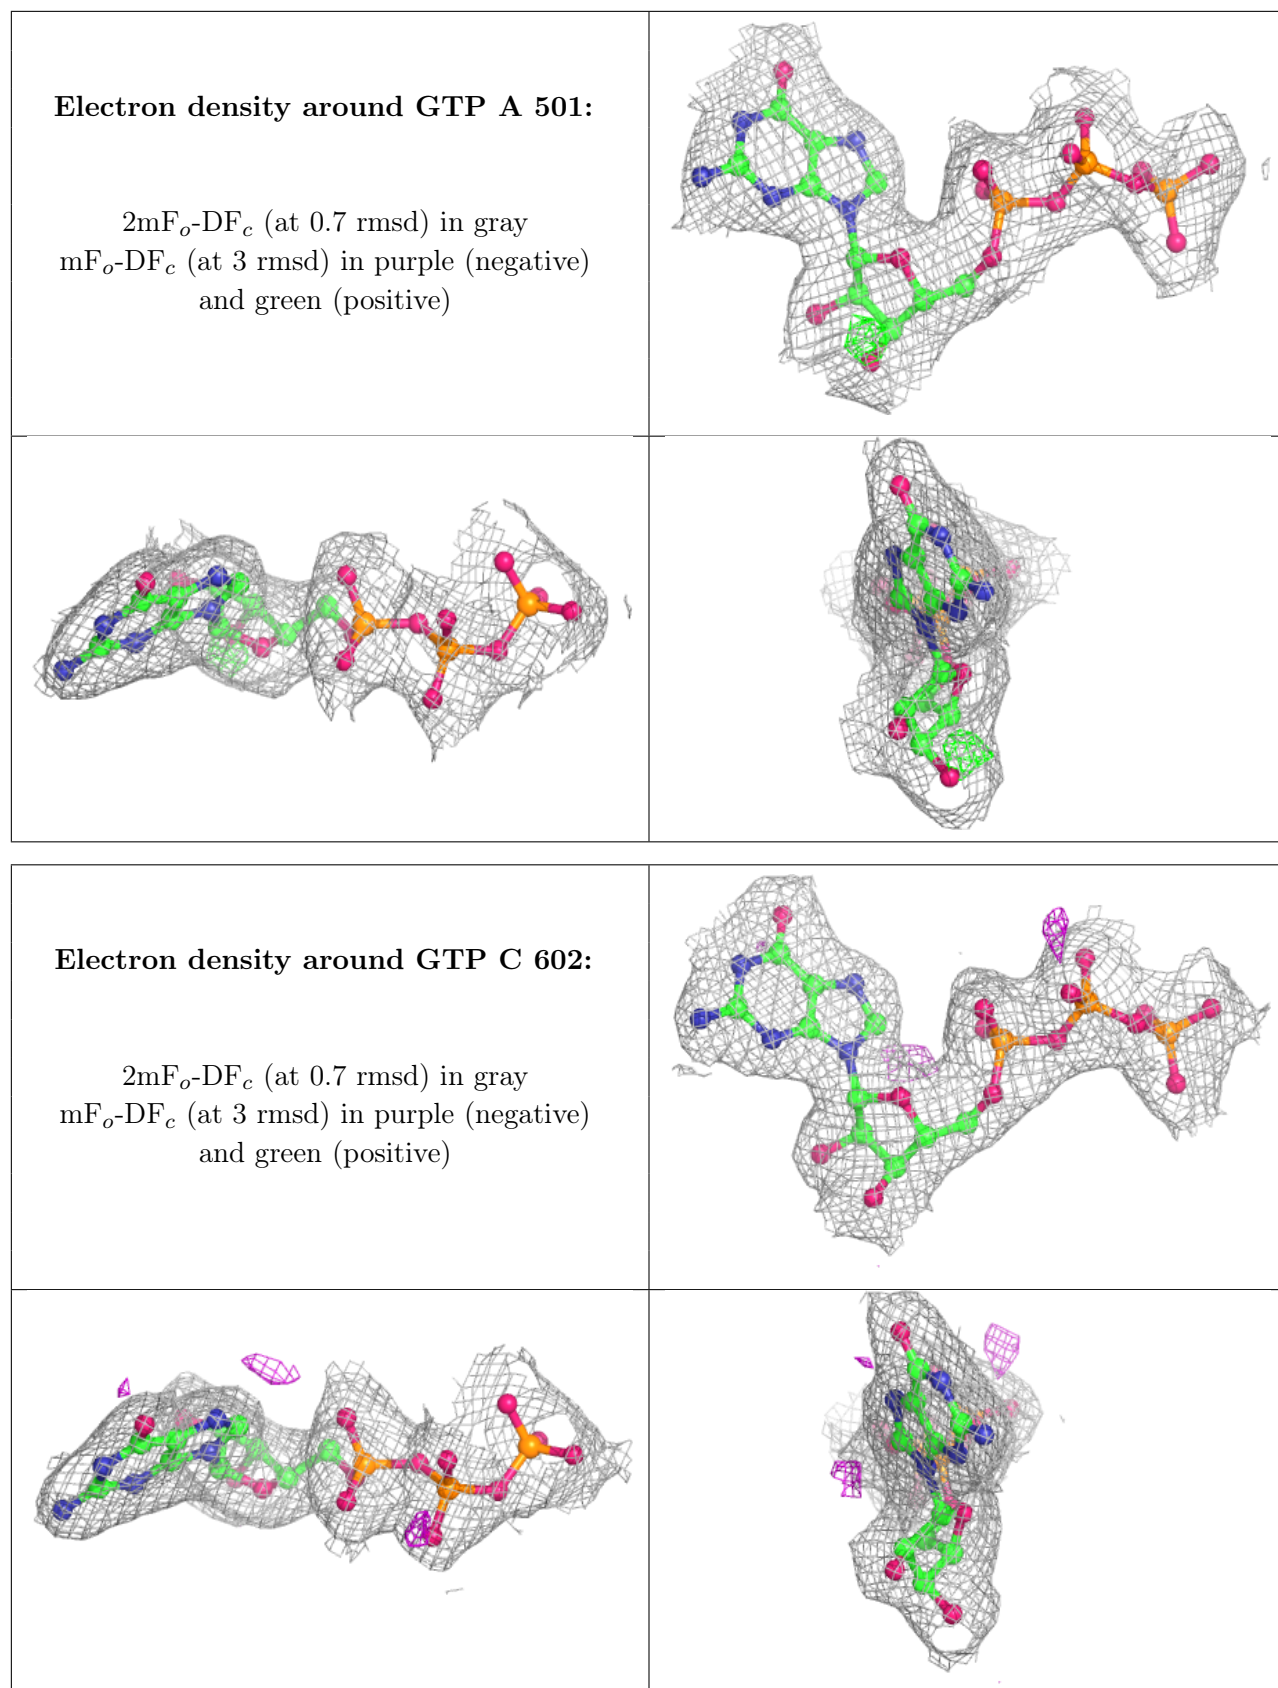 Electron density around GTP A 501:
2mFo-DFc (at 0.7 rmsd) in gray
mFo-DFc (at 3 rmsd) in purple (negative)
and green (positive)
Electron density around GTP C 602:
2mFo-DFc (at 0.7 rmsd) in gray
mFo-DFc (at 3 rmsd) in purple (negative)
and green (positive)